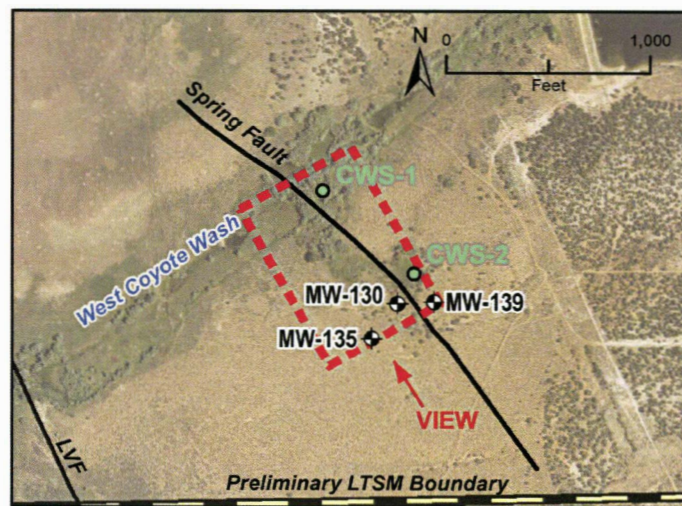 N
0 1,000
Feet
Spring Fault
CWS-1
West Coyote Wash
CWS-2
MW-130
MW-139
MW-135
VIEW
LVF
Preliminary LTSM Boundary